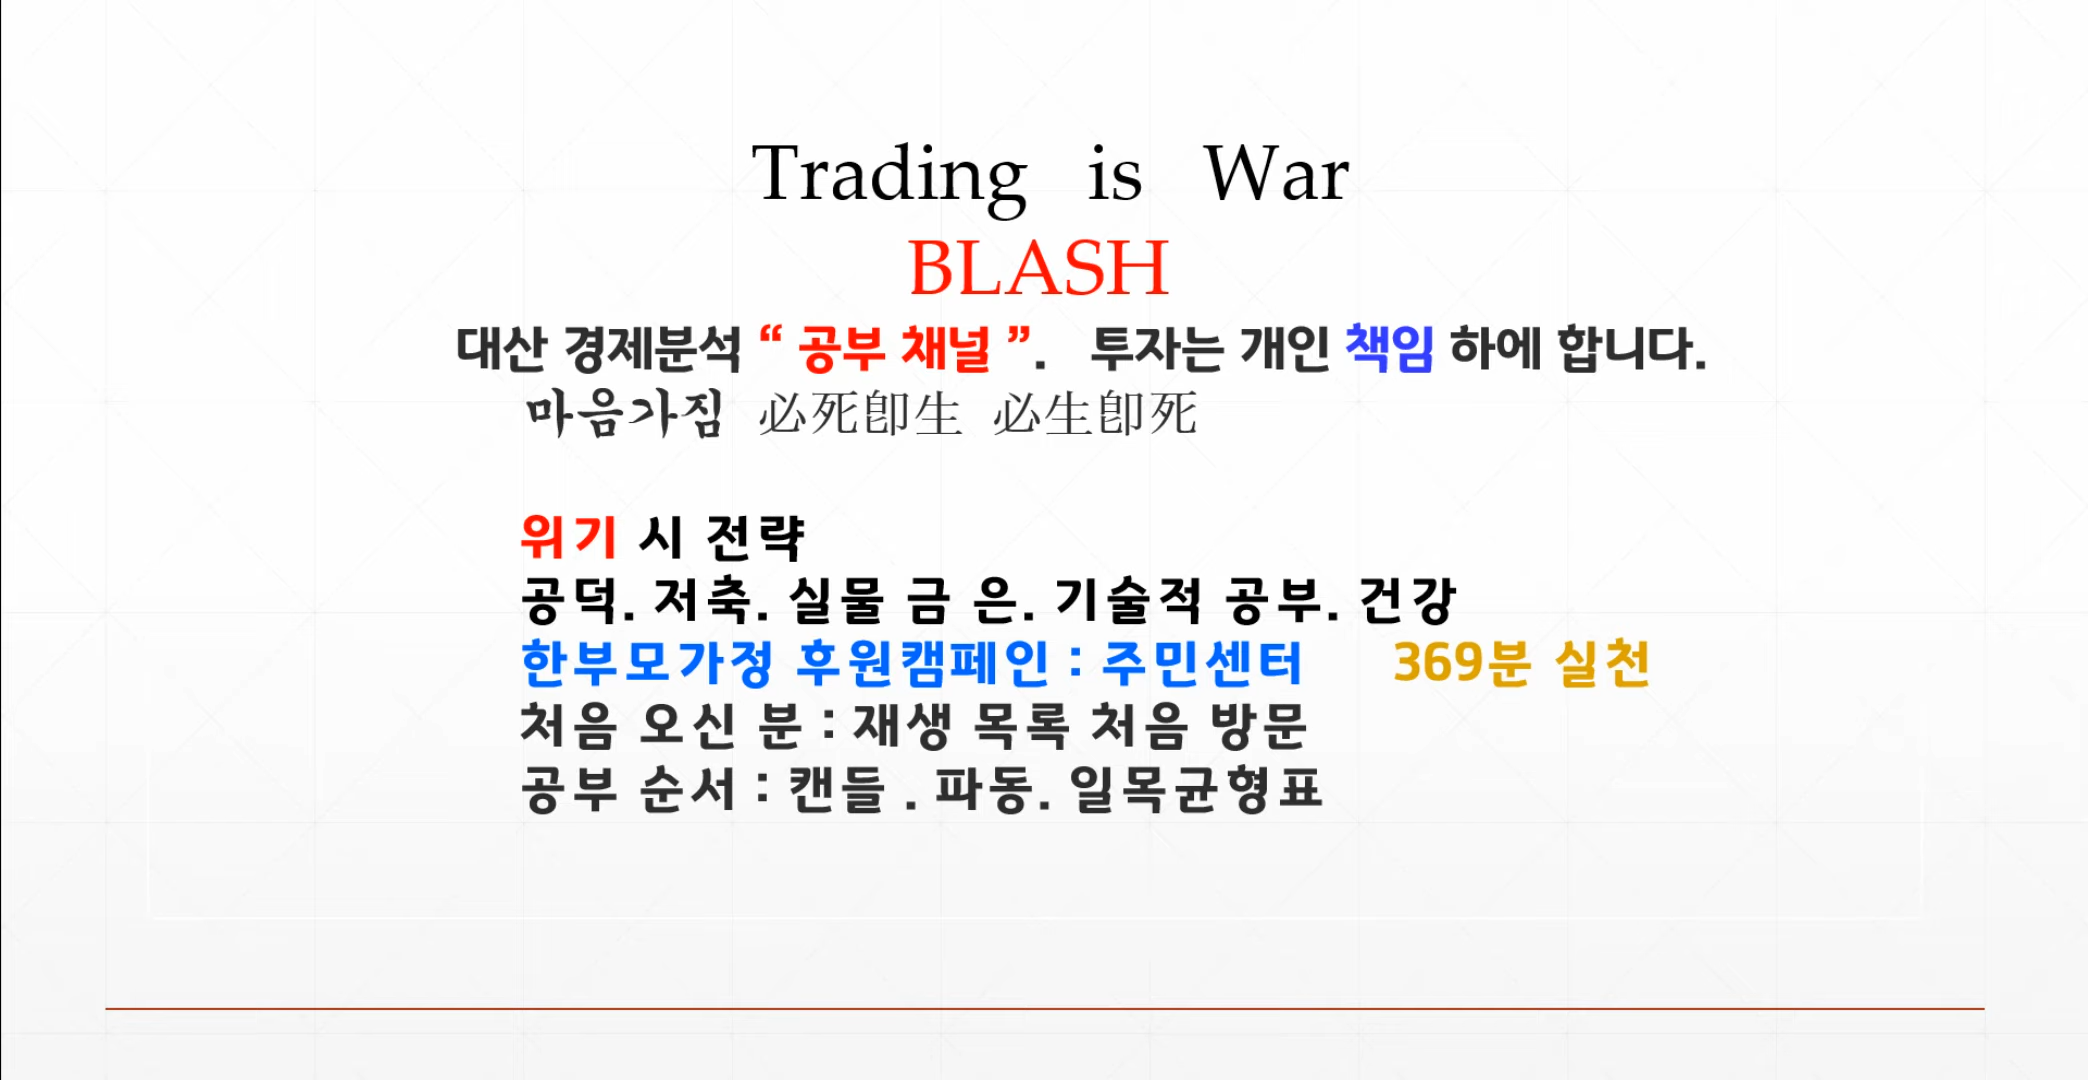 Trading is War
BLASH
대산 경제분석 “ 공부 채널 ”. 투자는 개인 책임 하에 합니다.
마음가짐 必死卽生 必生卽死
위기 시 전략
공덕. 저축. 실물 금 은. 기술적 공부. 건강
한부모가정 후원캠페인 : 주민센터 369분 실천
처음 오신 분 : 재생 목록 처음 방문
공부 순서 : 캔들 . 파동. 일목균형표